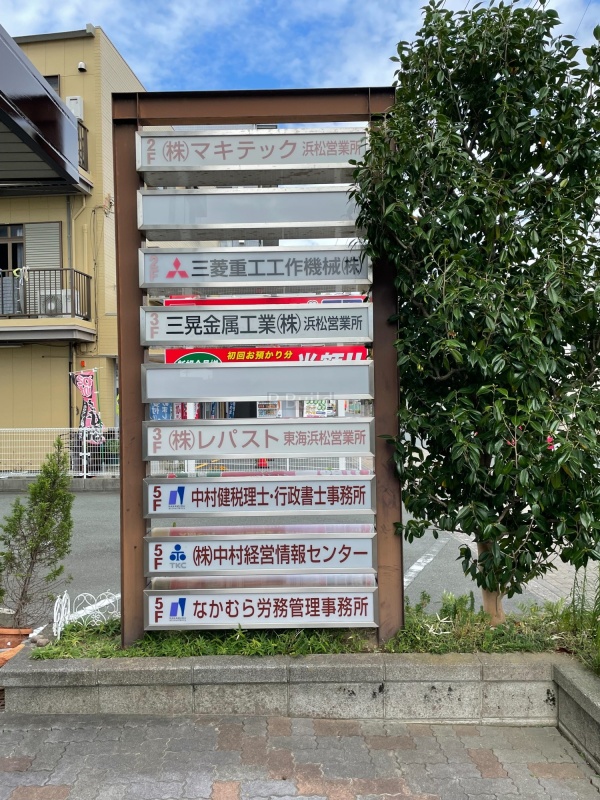 2F (株)マキテック 浜松営業所
三菱重工工作機械(株)
3F 三晃金属工業(株) 浜松営業所
初回お預かり分
半額!!
3F (株)レパスト 東海浜松営業所
5F 中村健税理士・行政書士事務所
5F TKC (株)中村経営情報センター
5F なかむら労務管理事務所